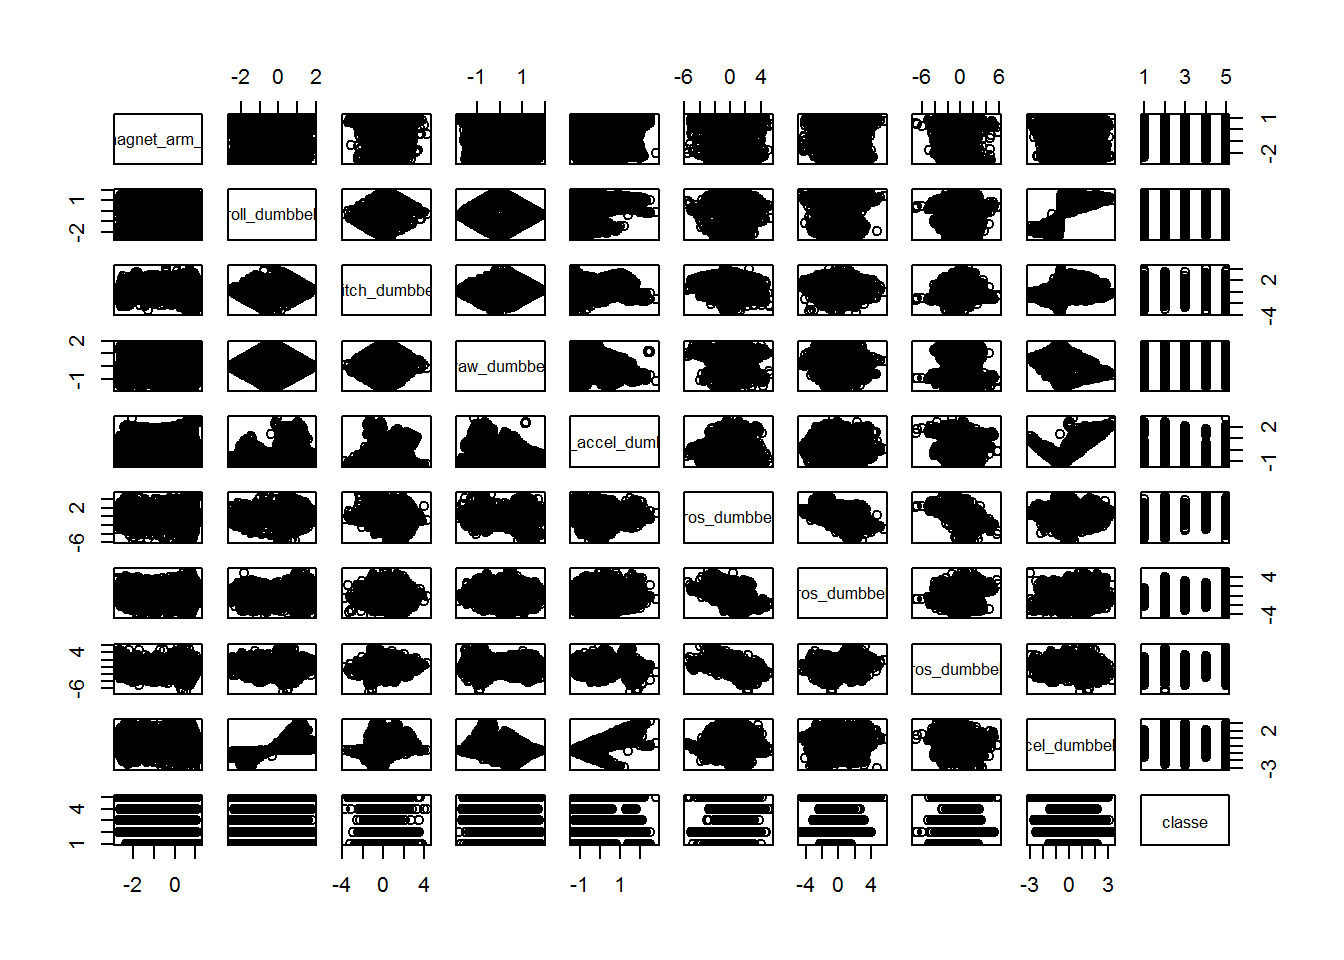 -2 0 2 -1 1 -6 0 4 -6 0 6 1 3 5
nagnet_arm_ -2 1
-2 1 roll_dumbbel
itch_dumbbe -4 2
-1 2 aw_dumbbe
_accel_duml -1 2
-6 2 ros_dumbbe
ros_dumbbe -4 4
-6 4 ros_dumbbe
cel_dumbbel -3 2
1 4 classe
-2 0 -4 0 4 -1 1 -4 0 4 -3 0 3